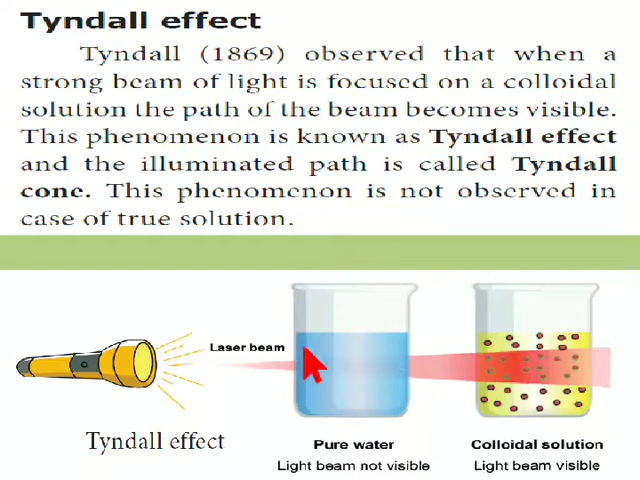 Tyndall effect
Tyndall (1869) observed that when a
strong beam of light is focused on a colloidal
solution the path of the beam becomes visible.
This phenomenon is known as Tyndall effect
and the illuminated path is called Tyndall
cone. This phenomenon is not observed in
case of true solution.
Laser beam
Tyndall effect
Pure water
Light beam not visible
Colloidal solution
Light beam visible